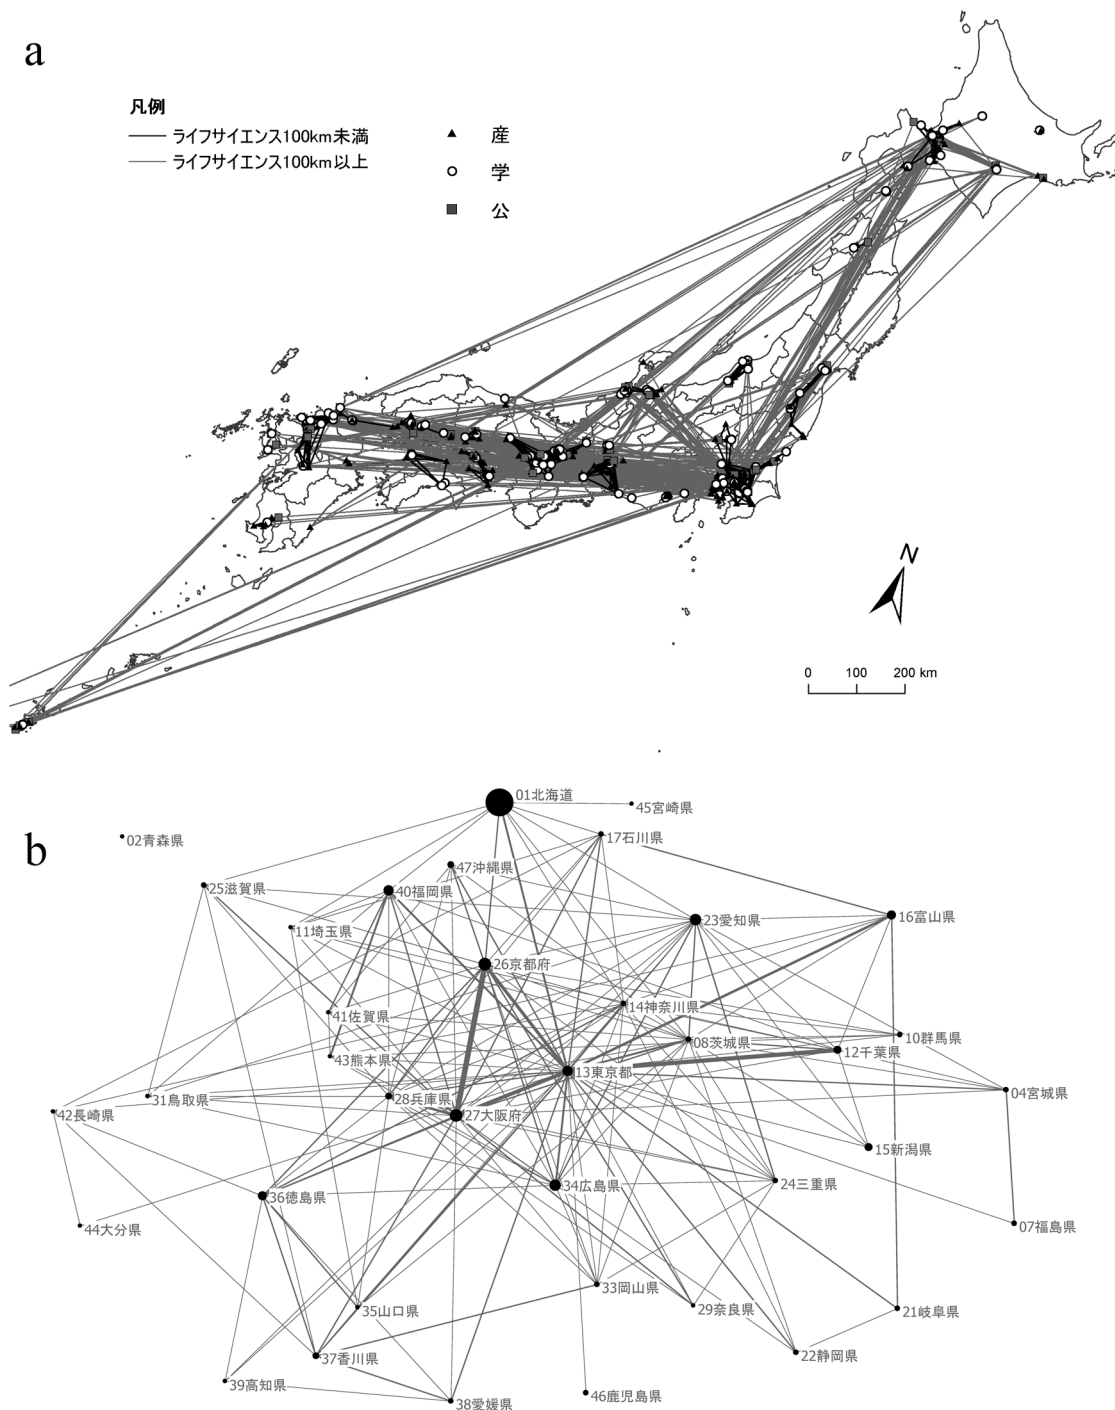 a
凡例
ライフサイエンス100km未満
ライフサイエンス100km以上
産
学
公
N
0 100 200 km
b
01北海道
45宮崎県
02青森県
17石川県
47沖縄県
25滋賀県
40福岡県
23愛知県
16富山県
11埼玉県
26京都府
14神奈川県
41佐賀県
10群馬県
08茨城県
12千葉県
43熊本県
13東京都
31鳥取県
28兵庫県
04宮城県
42長崎県
27大阪府
15新潟県
24三重県
34広島県
36徳島県
44大分県
07福島県
33岡山県
29奈良県
35山口県
21岐阜県
22静岡県
37香川県
39高知県
38愛媛県
46鹿児島県